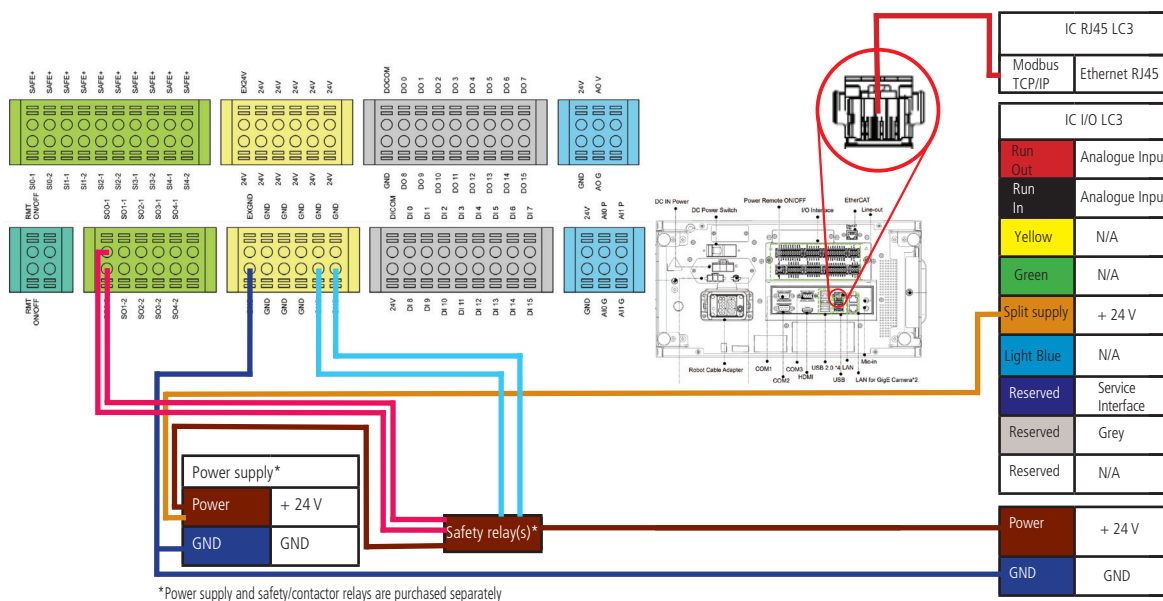 SAFE+ SAFE+ SAFE+ SAFE+ SAFE+ SAFE+ SAFE+ SAFE+ SAFE+ SAFE+
EX24V 24V 24V 24V 24V 24V
DOCOM DO 0 DO 1 DO 2 DO 3 DO 4 DO 5 DO 6 DO 7
24V AO V
SI0-1 SI0-2 SI1-1 SI1-2 SI2-1 SI2-2 SI3-1 SI3-2 SI4-1 SI4-2
24V 24V 24V 24V 24V 24V
GND DO 8 DO 9 DO 10 DO 11 DO 12 DO 13 DO 14 DO 15
GND AO G
RMT
ON/OFF
SO0-1 SO1-1 SO2-1 SO3-1 SO4-1
EXGND GND GND GND GND GND
DICOM DI 0 DI 1 DI 2 DI 3 DI 4 DI 5 DI 6 DI 7
24V AI0 P AI1 P
RMT
ON/OFF
SO1-2 SO2-2 SO3-2 SO4-2
GND GND GND GND
24V DI 8 DI 9 DI 10 DI 11 DI 12 DI 13 DI 14 DI 15
GND AI0 G AI1 G
DC IN Power
DC Power Switch
Power Remote ON/OFF
I/O Interface
EtherCAT
Line-out
Robot Cable Adapter
COM1
COM2
COM3
HDMI
USB 2.0 *4
USB
LAN
Mic-in
LAN for GigE Camera*2
IC RJ45 LC3
Modbus
TCP/IP
Ethernet RJ45
IC I/O LC3
Run
Out
Analogue Input
Run
In
Analogue Input
Yellow N/A
Green N/A
Split supply + 24 V
Light Blue N/A
Reserved Service
Interface
Reserved Grey
Reserved N/A
Power + 24 V
GND GND
Power supply*
Power + 24 V
GND GND
Safety relay(s)*
*Power supply and safety/contactor relays are purchased separately